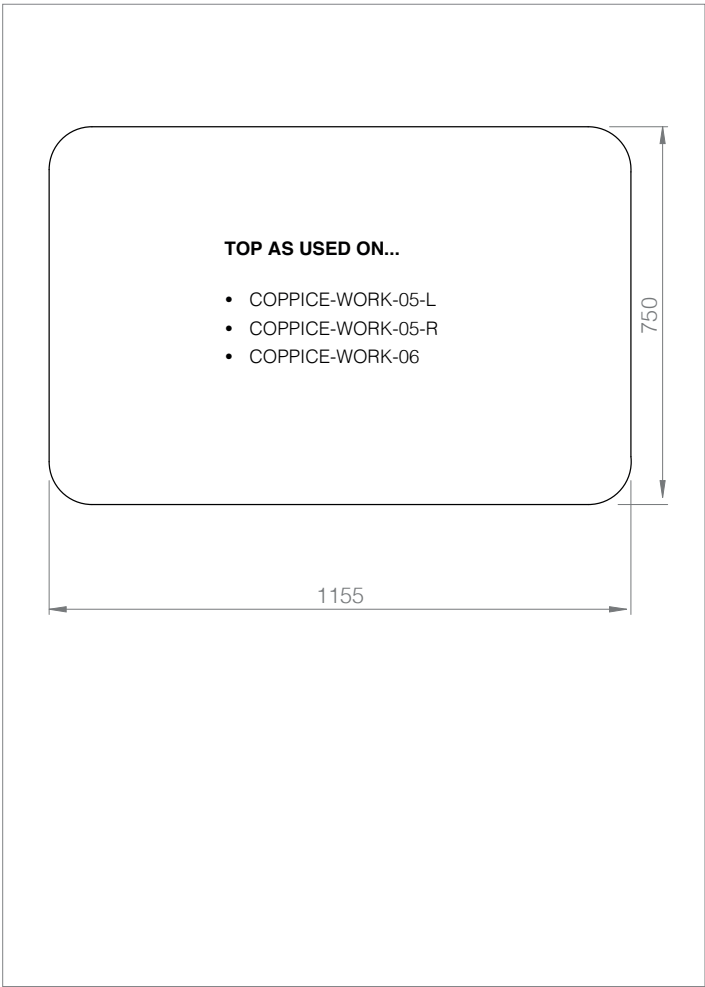 TOP AS USED ON...
• COPPICE-WORK-05-L
• COPPICE-WORK-05-R
• COPPICE-WORK-06
750
1155